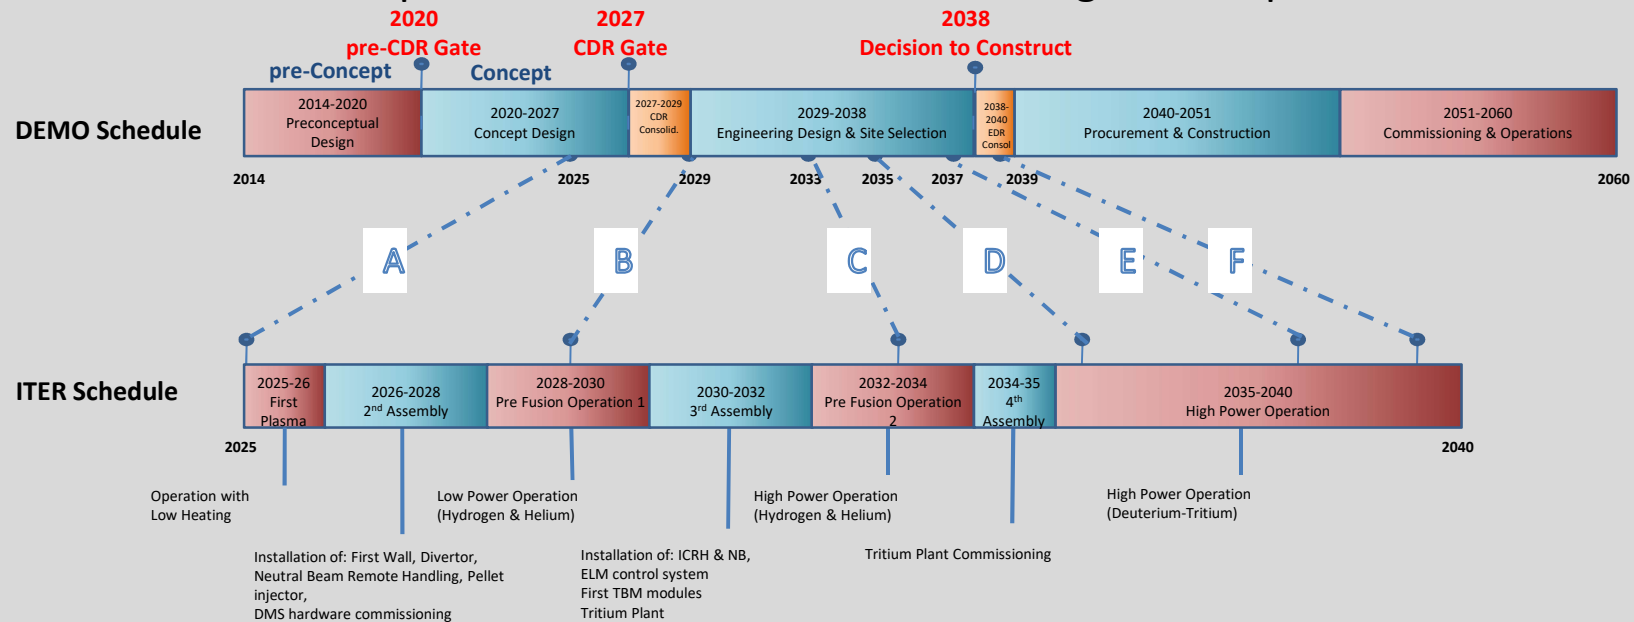 2020
pre-CDR Gate
2027
CDR Gate
2038
Decision to Construct
pre-Concept
Concept
DEMO Schedule
2014-2020
Preconceptual
Design
2020-2027
Concept Design
2027-2029
CDR
Consolid.
2029-2038
Engineering Design & Site Selection
2038-
2040
EDR
Consol
2040-2051
Procurement & Construction
2051-2060
Commissioning & Operations
2014
2025
2029
2033
2035
2037
2039
2060
A
B
C
D
E
F
ITER Schedule
2025-26
First
Plasma
2026-2028
2nd Assembly
2028-2030
Pre Fusion Operation 1
2030-2032
3rd Assembly
2032-2034
Pre Fusion Operation
2
2034-35
4th
Assembly
2035-2040
High Power Operation
2025
2040
Operation with
Low Heating
Low Power Operation
(Hydrogen & Helium)
High Power Operation
(Hydrogen & Helium)
High Power Operation
(Deuterium-Tritium)
Installation of: First Wall, Divertor,
Neutral Beam Remote Handling, Pellet
injector,
DMS hardware commissioning
Installation of: ICRH & NB,
ELM control system
First TBM modules
Tritium Plant
Tritium Plant Commissioning